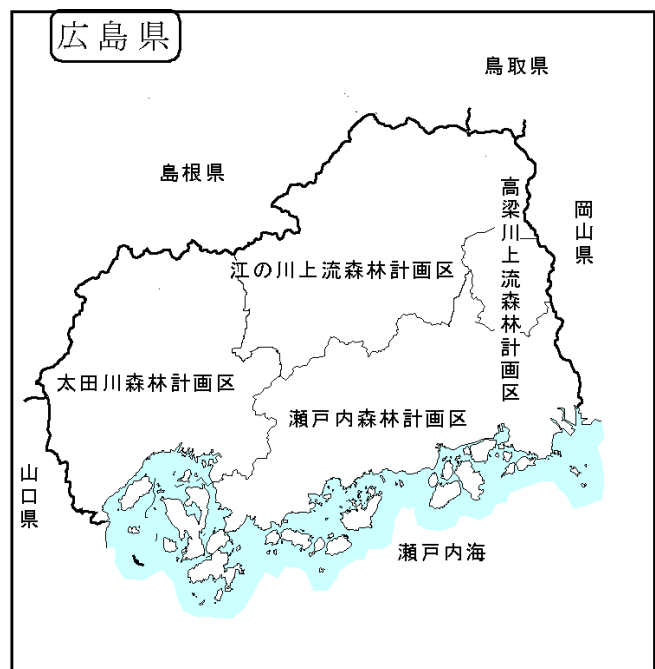 広島県
鳥取県
島根県
高梁川上流森林計画区
岡山県
江の川上流森林計画区
太田川森林計画区
瀬戸内森林計画区
山口県
瀬戸内海